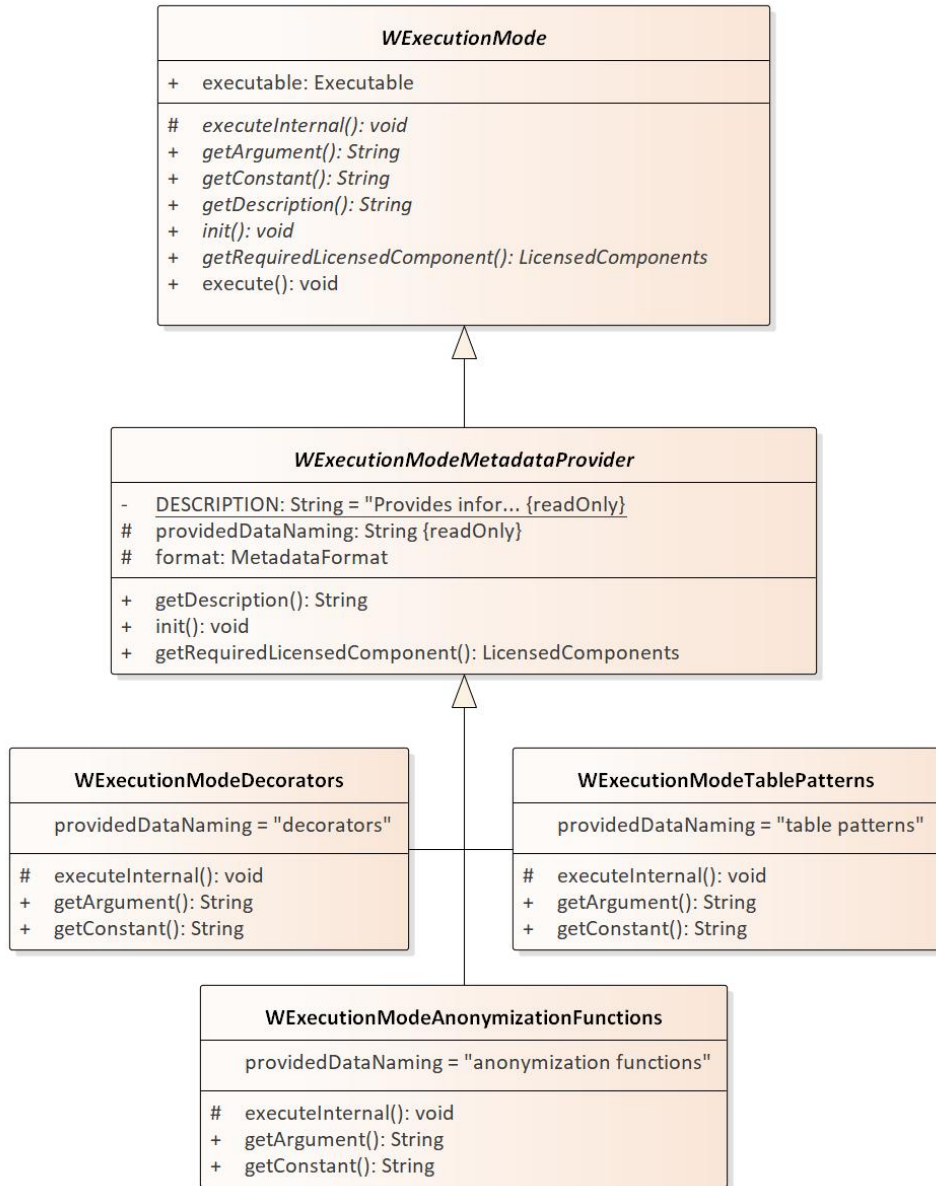 WExecutionMode
+ executable: Executable
# executeInternal(): void
+ getArgument(): String
+ getConstant(): String
+ getDescription(): String
+ init(): void
+ getRequiredLicensedComponent(): LicensedComponents
+ execute(): void
WExecutionModeMetadataProvider
- DESCRIPTION: String = "Provides infor... {readOnly}
# providedDataNaming: String {readOnly}
# format: MetadataFormat
+ getDescription(): String
+ init(): void
+ getRequiredLicensedComponent(): LicensedComponents
WExecutionModeDecorators
providedDataNaming = "decorators"
# executeInternal(): void
+ getArgument(): String
+ getConstant(): String
WExecutionModeTablePatterns
providedDataNaming = "table patterns"
# executeInternal(): void
+ getArgument(): String
+ getConstant(): String
WExecutionModeAnonymizationFunctions
providedDataNaming = "anonymization functions"
# executeInternal(): void
+ getArgument(): String
+ getConstant(): String